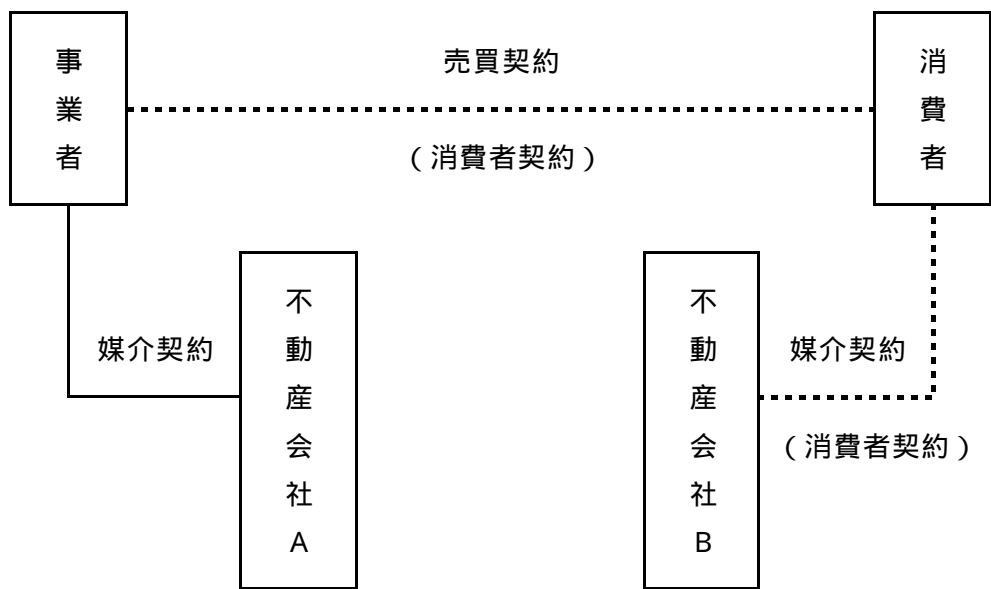 事業者
売買契約
（消費者契約）
消費者
不動産会社A
媒介契約
不動産会社B
媒介契約
（消費者契約）